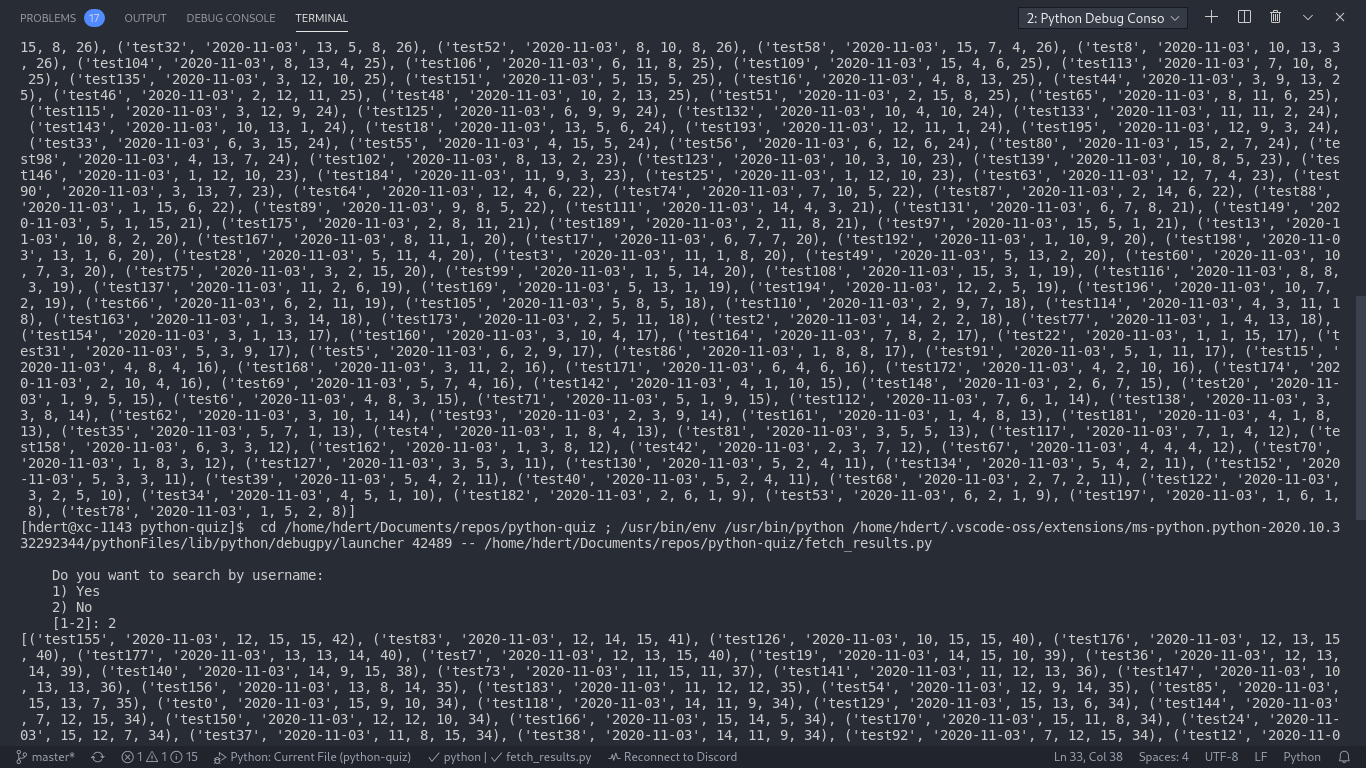 PROBLEMS 17 OUTPUT DEBUG CONSOLE TERMINAL 2: Python Debug Conso
15, 8, 26), ('test32', '2020-11-03', 13, 5, 8, 26), ('test52', '2020-11-03', 8, 10, 8, 26), ('test58', '2020-11-03', 15, 7, 4, 26), ('test8', '2020-11-03', 10, 13, 3
, 26), ('test104', '2020-11-03', 8, 13, 4, 25), ('test106', '2020-11-03', 6, 11, 8, 25), ('test109', '2020-11-03', 15, 4, 6, 25), ('test113', '2020-11-03', 7, 10, 8,
 25), ('test135', '2020-11-03', 3, 12, 10, 25), ('test151', '2020-11-03', 5, 15, 5, 25), ('test16', '2020-11-03', 4, 8, 13, 25), ('test44', '2020-11-03', 3, 9, 13, 2
5), ('test46', '2020-11-03', 2, 12, 11, 25), ('test48', '2020-11-03', 10, 2, 13, 25), ('test51', '2020-11-03', 2, 15, 8, 25), ('test65', '2020-11-03', 8, 11, 6, 25),
 ('test115', '2020-11-03', 3, 12, 9, 24), ('test125', '2020-11-03', 6, 9, 9, 24), ('test132', '2020-11-03', 10, 4, 10, 24), ('test133', '2020-11-03', 11, 11, 2, 24),
 ('test143', '2020-11-03', 10, 13, 1, 24), ('test18', '2020-11-03', 13, 5, 6, 24), ('test193', '2020-11-03', 12, 11, 1, 24), ('test195', '2020-11-03', 12, 9, 3, 24),
 ('test33', '2020-11-03', 6, 3, 15, 24), ('test55', '2020-11-03', 4, 15, 5, 24), ('test56', '2020-11-03', 6, 12, 6, 24), ('test80', '2020-11-03', 15, 2, 7, 24), ('te
st98', '2020-11-03', 4, 13, 7, 24), ('test102', '2020-11-03', 8, 13, 2, 23), ('test123', '2020-11-03', 10, 3, 10, 23), ('test139', '2020-11-03', 10, 8, 5, 23), ('tes
t146', '2020-11-03', 1, 12, 10, 23), ('test184', '2020-11-03', 11, 9, 3, 23), ('test25', '2020-11-03', 1, 12, 10, 23), ('test63', '2020-11-03', 12, 7, 4, 23), ('test
90', '2020-11-03', 3, 13, 7, 23), ('test64', '2020-11-03', 12, 4, 6, 22), ('test74', '2020-11-03', 7, 10, 5, 22), ('test87', '2020-11-03', 2, 14, 6, 22), ('test88',
'2020-11-03', 1, 15, 6, 22), ('test89', '2020-11-03', 9, 8, 5, 22), ('test111', '2020-11-03', 14, 4, 3, 21), ('test131', '2020-11-03', 6, 7, 8, 21), ('test149', '202
0-11-03', 5, 1, 15, 21), ('test175', '2020-11-03', 2, 8, 11, 21), ('test189', '2020-11-03', 2, 11, 8, 21), ('test97', '2020-11-03', 15, 5, 1, 21), ('test13', '2020-1
1-03', 10, 8, 2, 20), ('test167', '2020-11-03', 8, 11, 1, 20), ('test17', '2020-11-03', 6, 7, 7, 20), ('test192', '2020-11-03', 1, 10, 9, 20), ('test198', '2020-11-0
3', 13, 1, 6, 20), ('test28', '2020-11-03', 5, 11, 4, 20), ('test3', '2020-11-03', 11, 1, 8, 20), ('test49', '2020-11-03', 5, 13, 2, 20), ('test60', '2020-11-03', 10
, 7, 3, 20), ('test75', '2020-11-03', 3, 2, 15, 20), ('test99', '2020-11-03', 1, 5, 14, 20), ('test108', '2020-11-03', 15, 3, 1, 19), ('test116', '2020-11-03', 8, 8,
 3, 19), ('test137', '2020-11-03', 11, 2, 6, 19), ('test169', '2020-11-03', 5, 13, 1, 19), ('test194', '2020-11-03', 12, 2, 5, 19), ('test196', '2020-11-03', 10, 7,
2, 19), ('test66', '2020-11-03', 6, 2, 11, 19), ('test105', '2020-11-03', 5, 8, 5, 18), ('test110', '2020-11-03', 2, 9, 7, 18), ('test114', '2020-11-03', 4, 3, 11, 1
8), ('test163', '2020-11-03', 1, 3, 14, 18), ('test173', '2020-11-03', 2, 5, 11, 18), ('test2', '2020-11-03', 14, 2, 2, 18), ('test77', '2020-11-03', 1, 4, 13, 18),
('test154', '2020-11-03', 3, 1, 13, 17), ('test160', '2020-11-03', 3, 10, 4, 17), ('test164', '2020-11-03', 7, 8, 2, 17), ('test22', '2020-11-03', 1, 1, 15, 17), ('t
est31', '2020-11-03', 5, 3, 9, 17), ('test5', '2020-11-03', 6, 2, 9, 17), ('test86', '2020-11-03', 1, 8, 8, 17), ('test91', '2020-11-03', 5, 1, 11, 17), ('test15', '
2020-11-03', 4, 8, 4, 16), ('test168', '2020-11-03', 3, 11, 2, 16), ('test171', '2020-11-03', 6, 4, 6, 16), ('test172', '2020-11-03', 4, 2, 10, 16), ('test174', '202
0-11-03', 2, 10, 4, 16), ('test69', '2020-11-03', 5, 7, 4, 16), ('test142', '2020-11-03', 4, 1, 10, 15), ('test148', '2020-11-03', 2, 6, 7, 15), ('test20', '2020-11-
03', 1, 9, 5, 15), ('test6', '2020-11-03', 4, 8, 3, 15), ('test71', '2020-11-03', 5, 1, 9, 15), ('test112', '2020-11-03', 7, 6, 1, 14), ('test138', '2020-11-03', 3,
3, 8, 14), ('test62', '2020-11-03', 3, 10, 1, 14), ('test93', '2020-11-03', 2, 3, 9, 14), ('test161', '2020-11-03', 1, 4, 8, 13), ('test181', '2020-11-03', 4, 1, 8,
13), ('test35', '2020-11-03', 5, 7, 1, 13), ('test4', '2020-11-03', 1, 8, 4, 13), ('test81', '2020-11-03', 3, 5, 5, 13), ('test117', '2020-11-03', 7, 1, 4, 12), ('te
st158', '2020-11-03', 6, 3, 3, 12), ('test162', '2020-11-03', 1, 3, 8, 12), ('test42', '2020-11-03', 2, 3, 7, 12), ('test67', '2020-11-03', 4, 4, 4, 12), ('test70',
'2020-11-03', 1, 8, 3, 12), ('test127', '2020-11-03', 3, 5, 3, 11), ('test130', '2020-11-03', 5, 2, 4, 11), ('test134', '2020-11-03', 5, 4, 2, 11), ('test152', '2020
-11-03', 5, 3, 3, 11), ('test39', '2020-11-03', 5, 4, 2, 11), ('test40', '2020-11-03', 5, 2, 4, 11), ('test68', '2020-11-03', 2, 7, 2, 11), ('test122', '2020-11-03',
 3, 2, 5, 10), ('test34', '2020-11-03', 4, 5, 1, 10), ('test182', '2020-11-03', 2, 6, 1, 9), ('test53', '2020-11-03', 6, 2, 1, 9), ('test197', '2020-11-03', 1, 6, 1,
 8), ('test78', '2020-11-03', 1, 5, 2, 8)]
[hdert@xc-1143 python-quiz]$  cd /home/hdert/Documents/repos/python-quiz ; /usr/bin/env /usr/bin/python /home/hdert/.vscode-oss/extensions/ms-python.python-2020.10.3
32292344/pythonFiles/lib/python/debugpy/launcher 42489 -- /home/hdert/Documents/repos/python-quiz/fetch_results.py
Do you want to search by username:
1) Yes
2) No
[1-2]: 2
[('test155', '2020-11-03', 12, 15, 15, 42), ('test83', '2020-11-03', 12, 14, 15, 41), ('test126', '2020-11-03', 10, 15, 15, 40), ('test176', '2020-11-03', 12, 13, 15
, 40), ('test177', '2020-11-03', 13, 13, 14, 40), ('test7', '2020-11-03', 12, 13, 15, 40), ('test19', '2020-11-03', 14, 15, 10, 39), ('test36', '2020-11-03', 12, 13,
 14, 39), ('test140', '2020-11-03', 14, 9, 15, 38), ('test73', '2020-11-03', 11, 15, 11, 37), ('test141', '2020-11-03', 11, 12, 13, 36), ('test147', '2020-11-03', 10
, 13, 13, 36), ('test156', '2020-11-03', 13, 8, 14, 35), ('test183', '2020-11-03', 11, 12, 12, 35), ('test54', '2020-11-03', 12, 9, 14, 35), ('test85', '2020-11-03',
 15, 13, 7, 35), ('test0', '2020-11-03', 15, 9, 10, 34), ('test118', '2020-11-03', 14, 11, 9, 34), ('test129', '2020-11-03', 15, 13, 6, 34), ('test144', '2020-11-03'
, 7, 12, 15, 34), ('test150', '2020-11-03', 12, 12, 10, 34), ('test166', '2020-11-03', 15, 14, 5, 34), ('test170', '2020-11-03', 15, 11, 8, 34), ('test24', '2020-11-
03', 15, 12, 7, 34), ('test37', '2020-11-03', 11, 8, 15, 34), ('test38', '2020-11-03', 14, 11, 9, 34), ('test92', '2020-11-03', 7, 12, 15, 34), ('test12', '2020-11-0
master* 1 1 15 Python: Current File (python-quiz) python | fetch_results.py Reconnect to Discord Ln 33, Col 38 Spaces: 4 UTF-8 LF Python